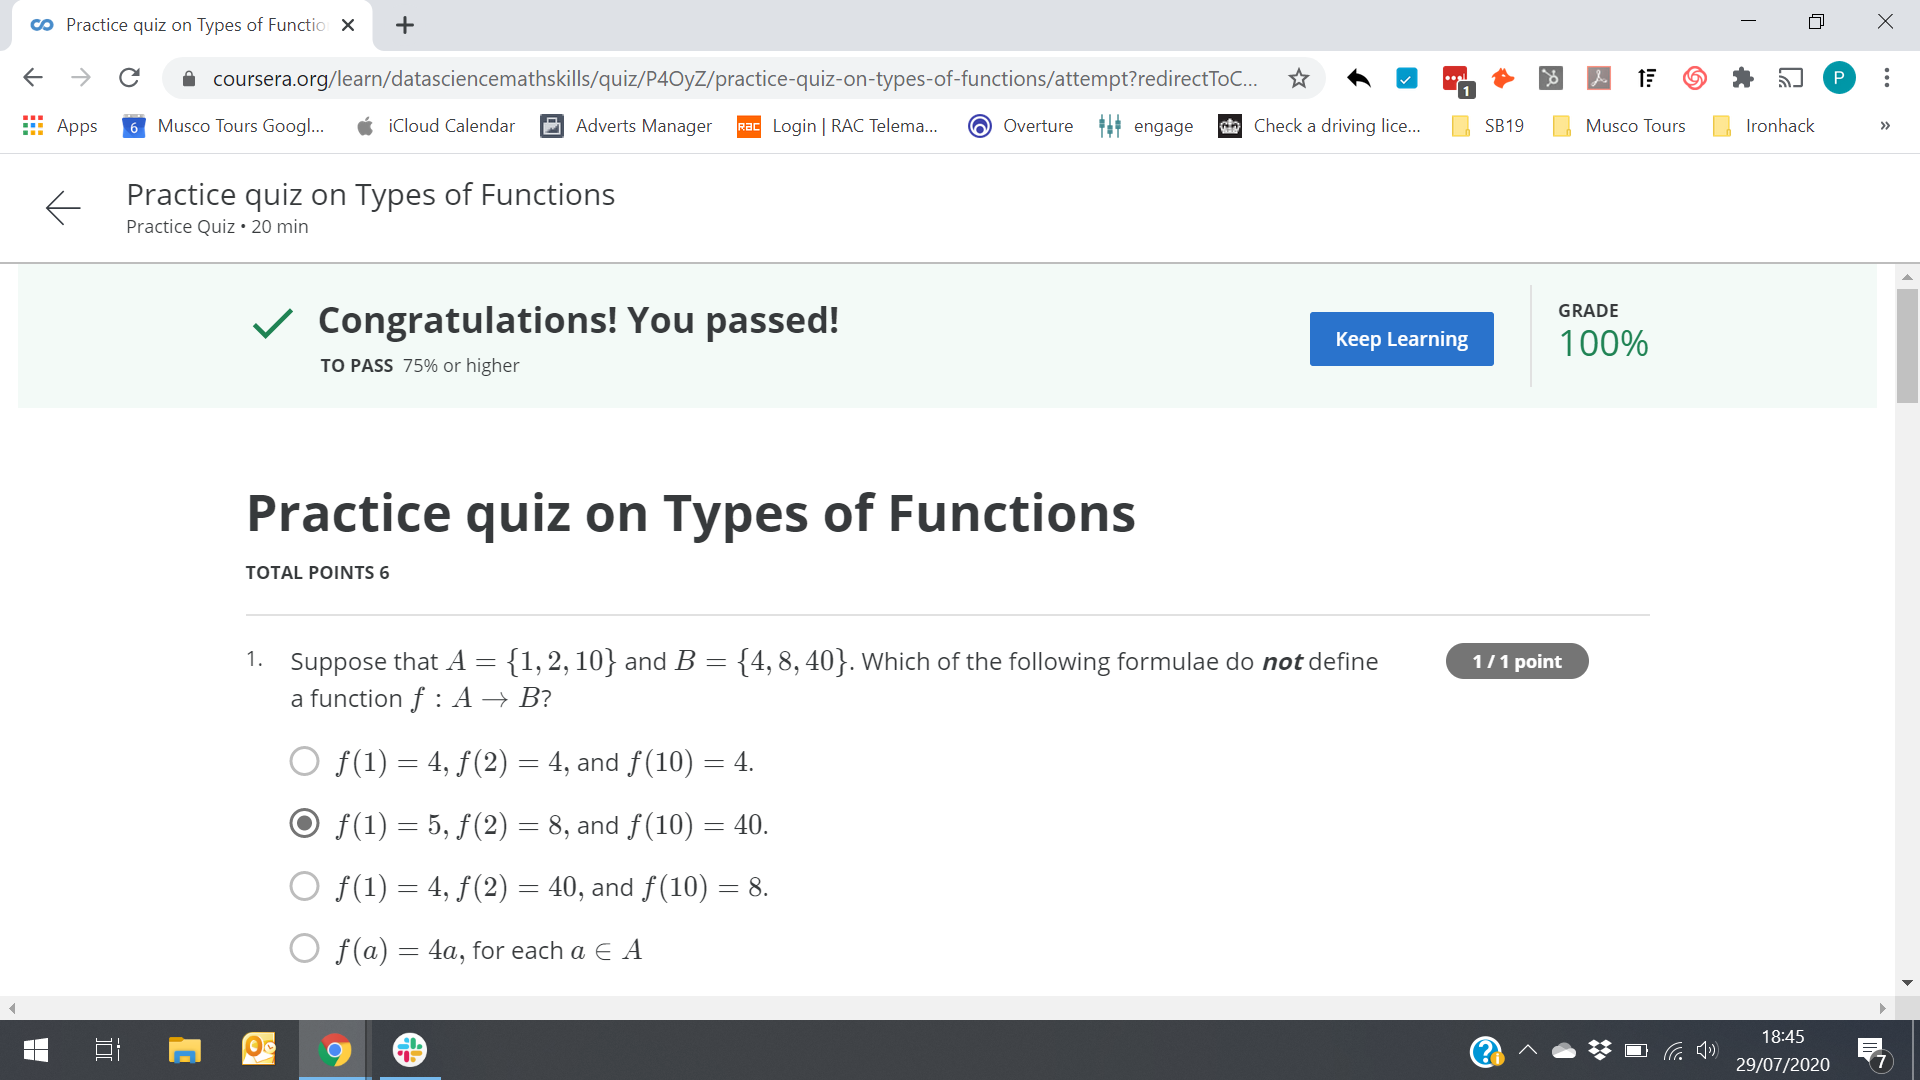 Practice quiz on Types of Functio
coursera.org/learn/datasciencemathskills/quiz/P4OyZ/practice-quiz-on-types-of-functions/attempt?redirectToC...
1
P
Apps
6
Musco Tours Googl...
iCloud Calendar
Adverts Manager
RAC
Login | RAC Telema...
Overture
engage
Check a driving lice...
SB19
Musco Tours
Ironhack
»
Practice quiz on Types of Functions
Practice Quiz • 20 min
Congratulations! You passed!
TO PASS 75% or higher
Keep Learning
GRADE
100%
Practice quiz on Types of Functions
TOTAL POINTS 6
1. Suppose that A = {1, 2, 10} and B = {4, 8, 40}. Which of the following formulae do not define
a function f : A → B?
1 / 1 point
f(1) = 4, f(2) = 4, and f(10) = 4.
f(1) = 5, f(2) = 8, and f(10) = 40.
f(1) = 4, f(2) = 40, and f(10) = 8.
f(a) = 4a, for each a ∈ A
18:45
29/07/2020
7